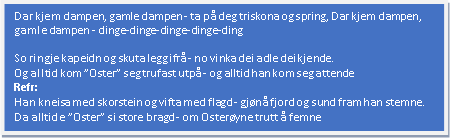 Dar kjem dampen, gamle dampen - ta på deg triskona og spring, Dar kjem dampen,
gamle dampen - dinge-dinge-dinge-dinge-ding
So ringje kapeidn og skuta legg ifrå - no vinka dei adle dei kjende.
Og alltid kom "Oster" seg trufast utpå - og alltid han kom seg attende
Refr:
Han kneisa med skorstein og vifta med flagd - gjønå fjord og sund fram han stemne.
Da alltid e "Oster" si store bragd - om Osterøyne trutt å femne